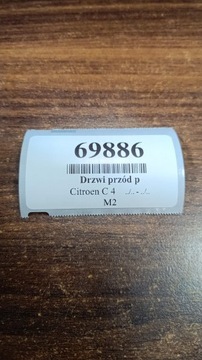 69886
Drzwi przód p
Citroen C 4 ../.. - ../..
M2